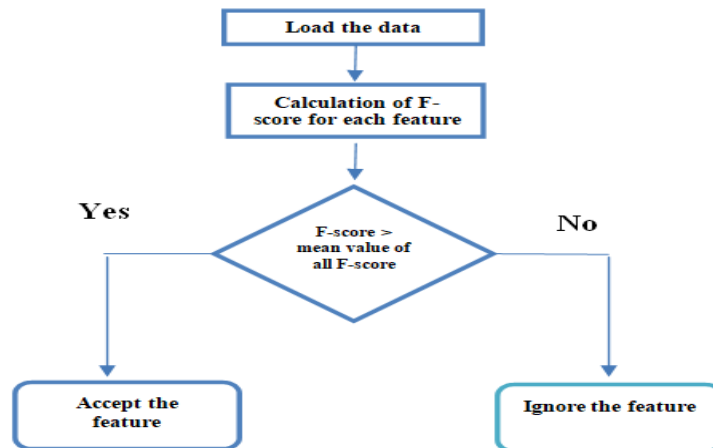 Load the data
Calculation of F-
score for each feature
Yes
No
F-score >
mean value of
all F-score
Accept the
feature
Ignore the feature